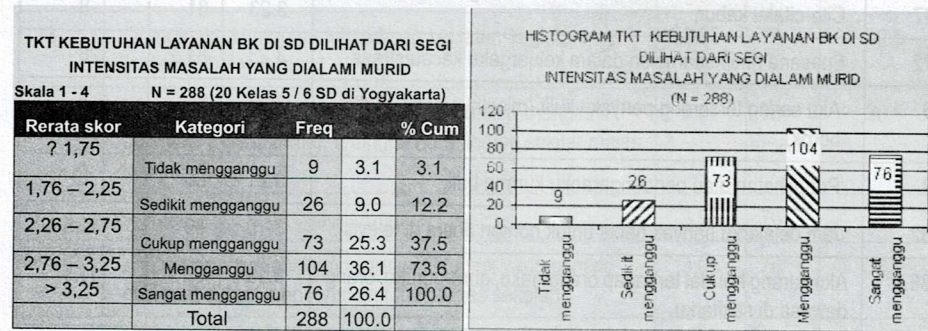 TKT KEBUTUHAN LAYANAN BK DI SD DILIHAT DARI SEGI
INTENSITAS MASALAH YANG DIALAMI MURID
Skala 1 - 4 N = 288 (20 Kelas 5 / 6 SD di Yogyakarta)
Rerata skor Kategori Freq % Cum
? 1,75 Tidak mengganggu 9 3.1 3.1
1,76 – 2,25 Sedikit mengganggu 26 9.0 12.2
2,26 – 2,75 Cukup mengganggu 73 25.3 37.5
2,76 – 3,25 Mengganggu 104 36.1 73.6
> 3,25 Sangat mengganggu 76 26.4 100.0
Total 288 100.0
HISTOGRAM TKT KEBUTUHAN LAYANAN BK DI SD
DILIHAT DARI SEGI
INTENSITAS MASALAH YANG DIALAMI MURID
(N = 288)
120
100
80
60
40
20
0
9
26
73
104
76
Tidak
mengganggu
Sedikit
mengganggu
Cukup
mengganggu
Mengganggu
Sangat
mengganggu